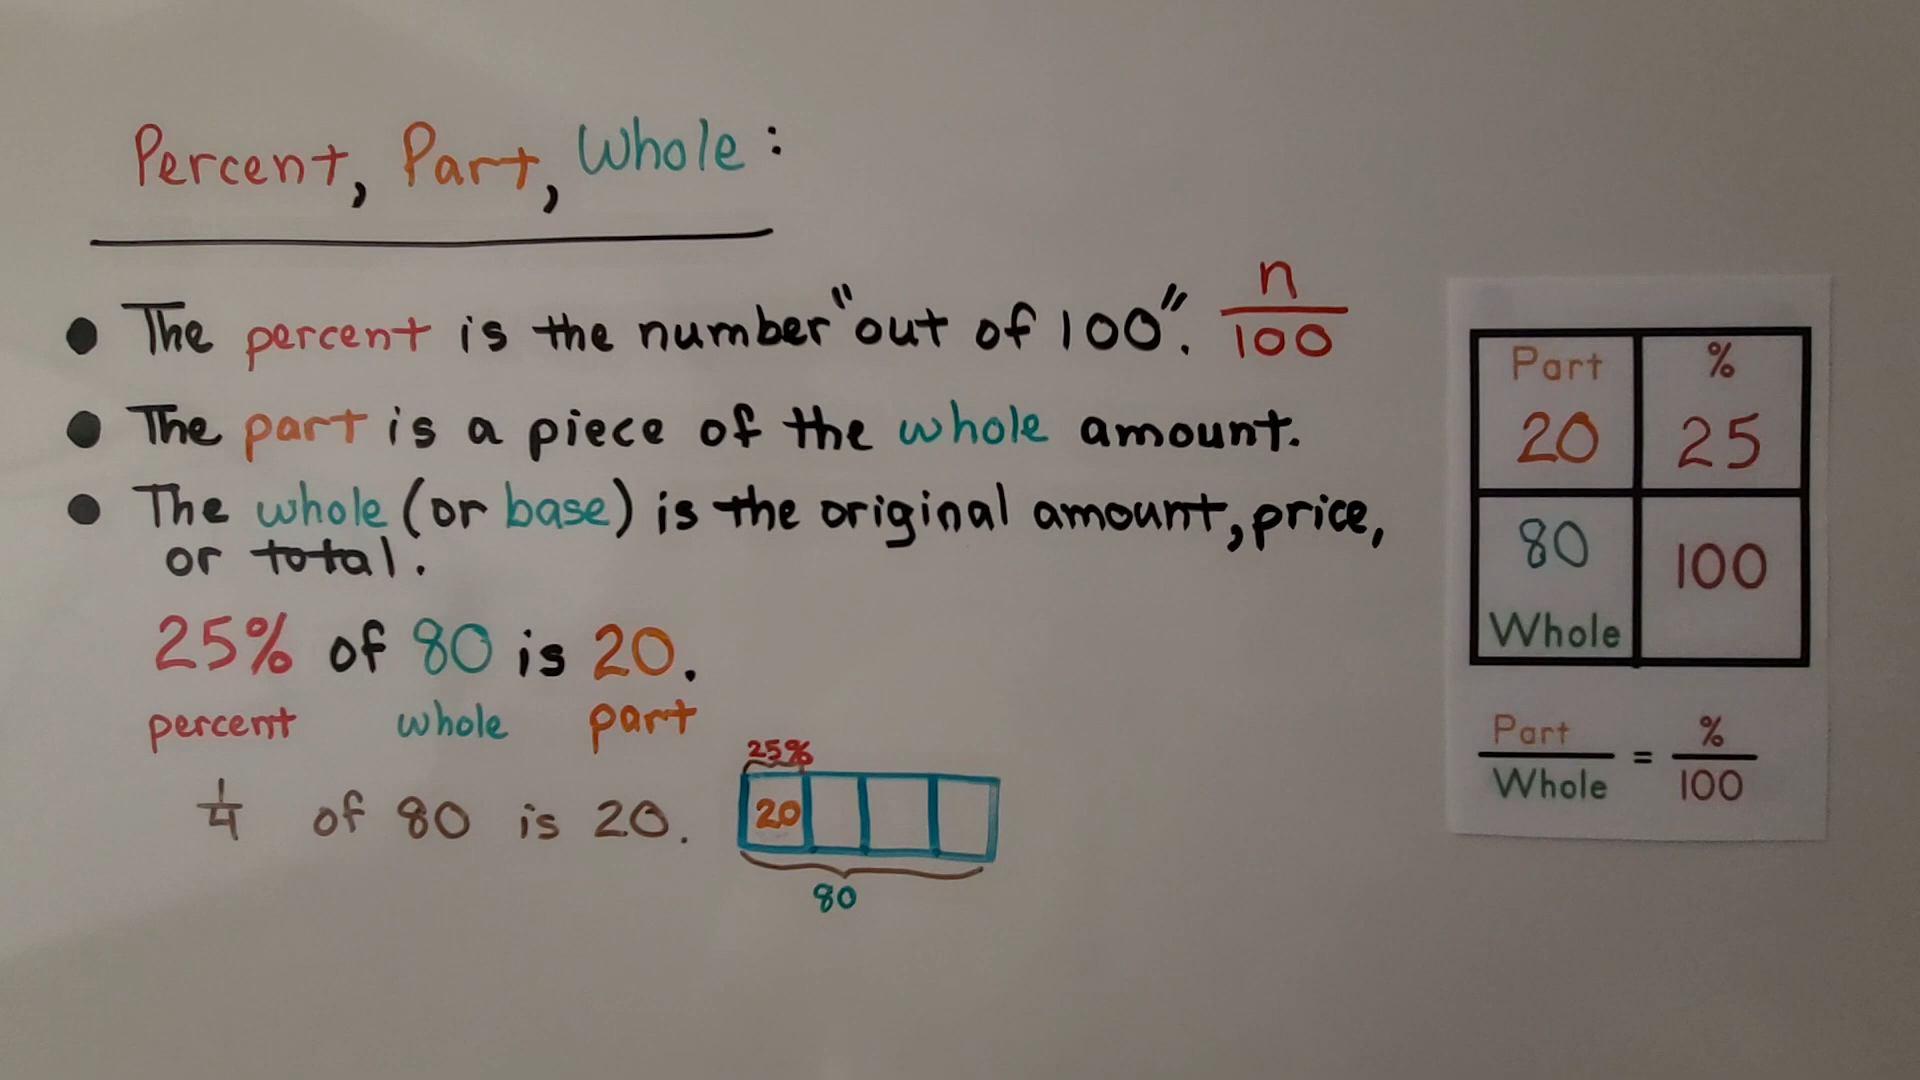 Percent, Part, Whole:
• The percent is the number "out of 100". n/100
• The part is a piece of the whole amount.
• The whole (or base) is the original amount, price,
or total.
25% of 80 is 20.
percent whole part
1/4 of 80 is 20.
25%
20
80
Part %
20 25
80 100
Whole
Part/Whole = %/100